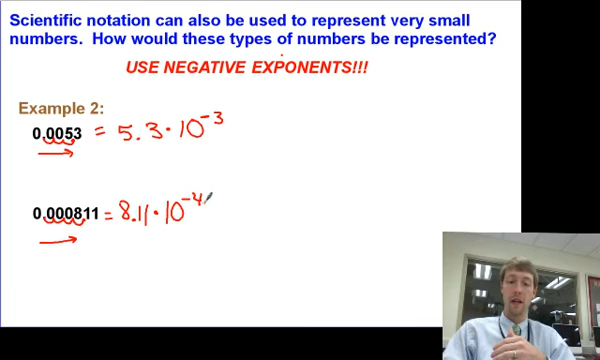 Scientific notation can also be used to represent very small
numbers. How would these types of numbers be represented?
USE NEGATIVE EXPONENTS!!!
Example 2:
0.0053 = 5.3 · 10⁻³
0.000811 = 8.11 · 10⁻⁴